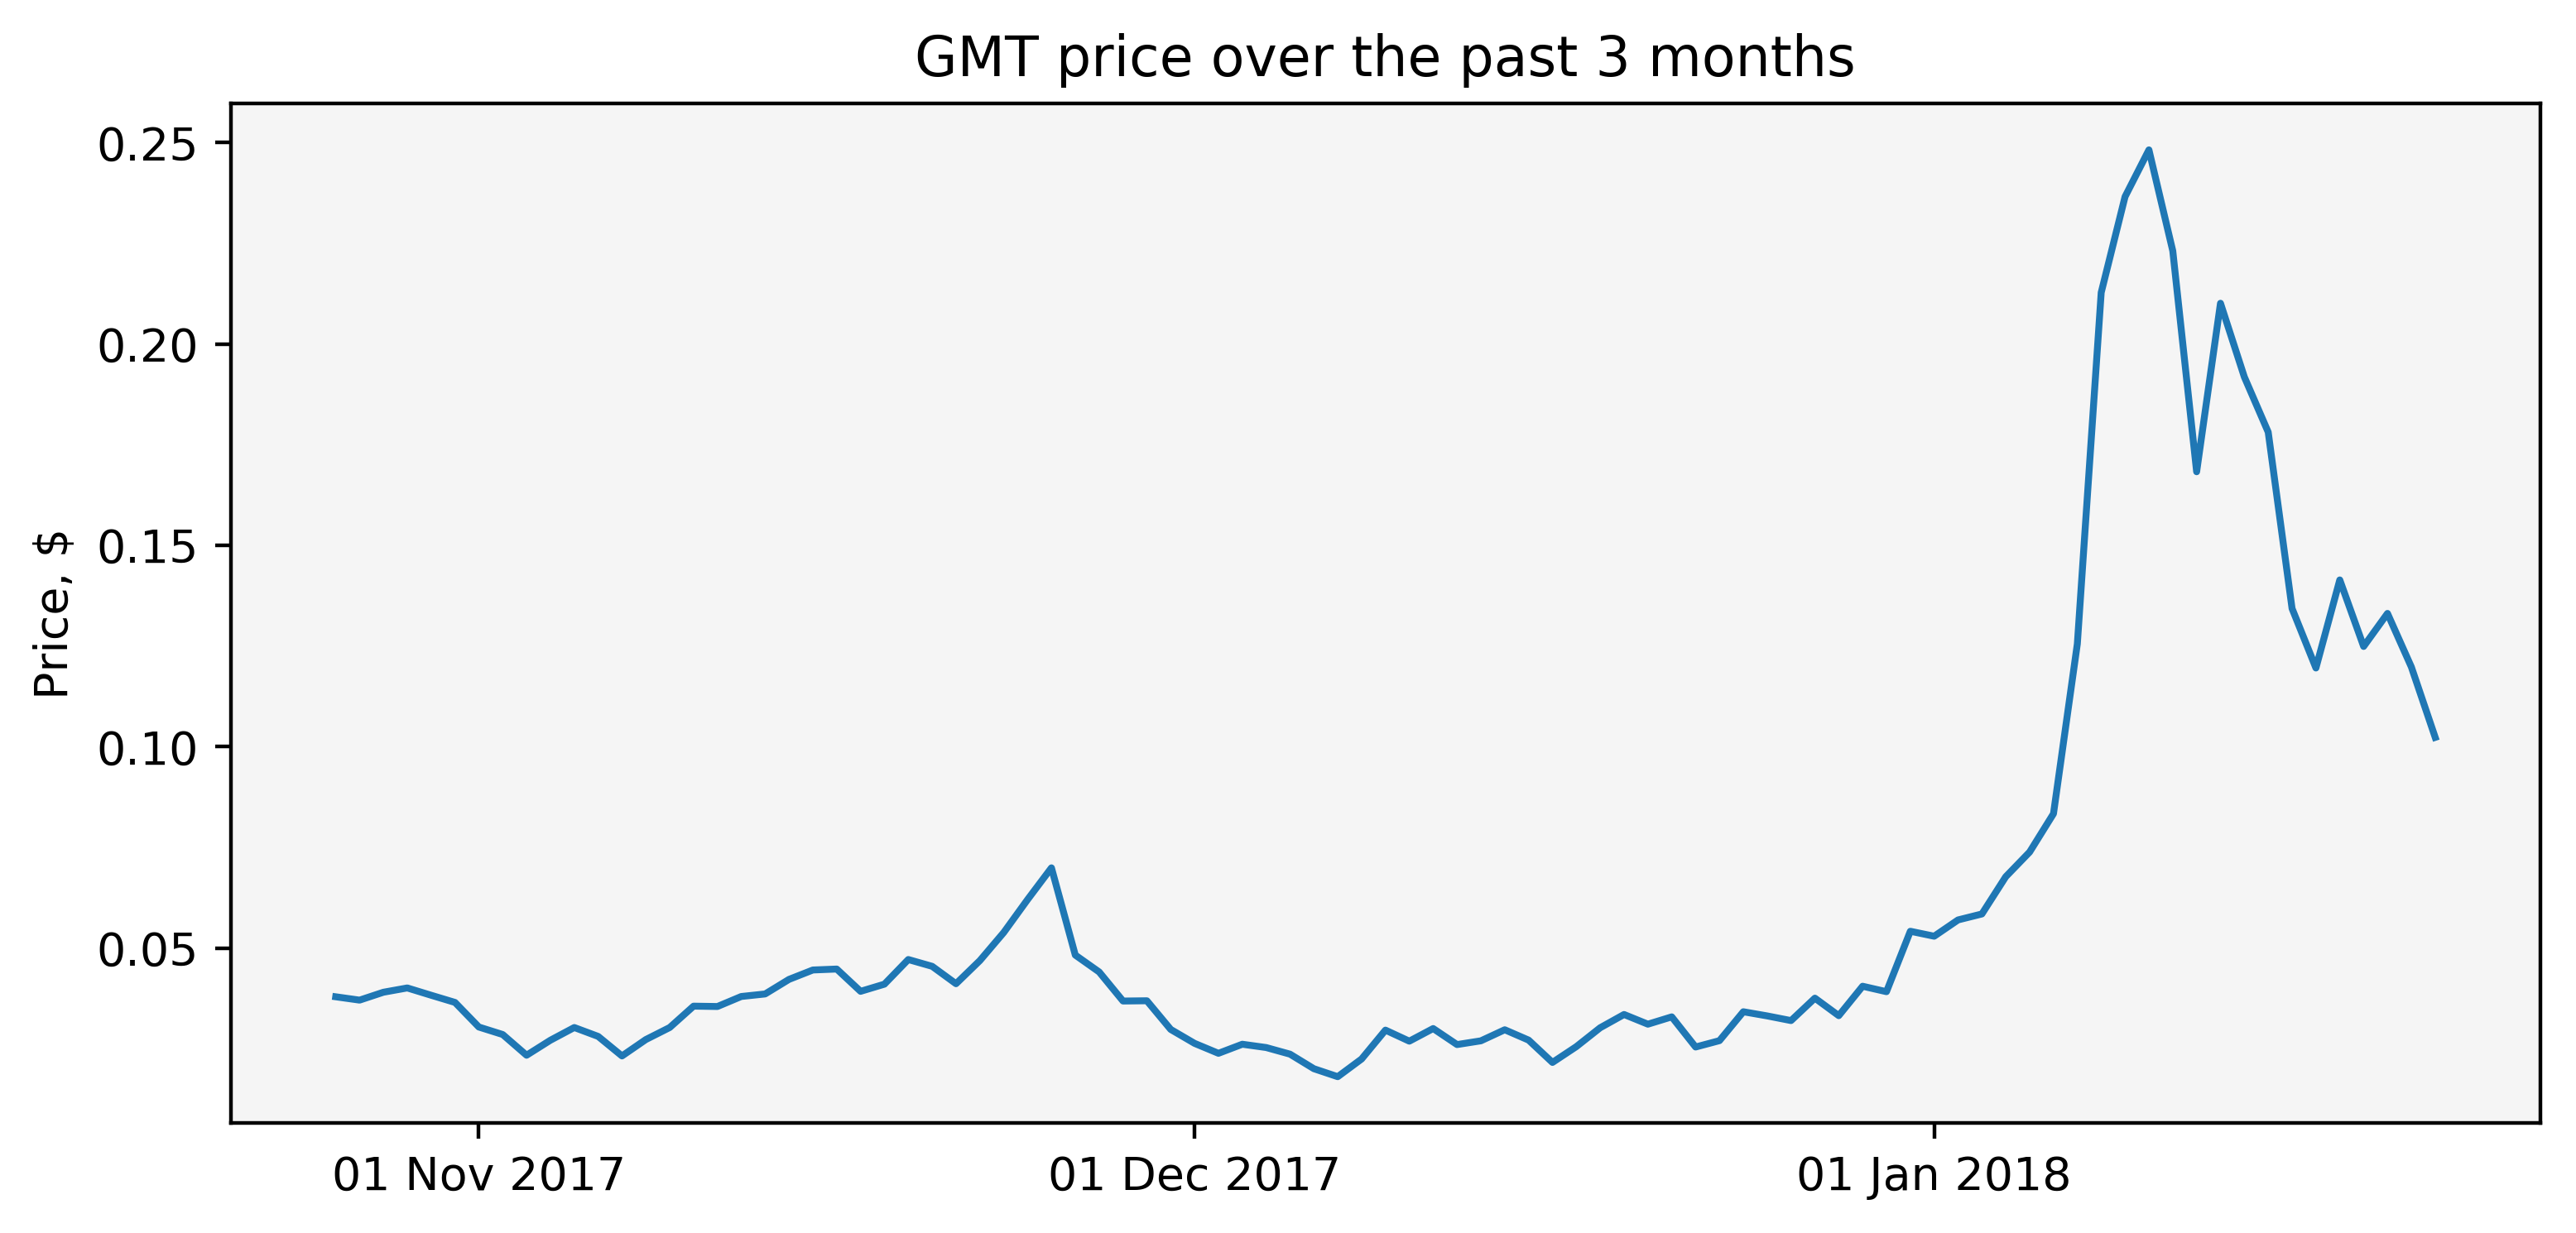 GMT price over the past 3 months
Price, $
0.25
0.20
0.15
0.10
0.05
01 Nov 2017
01 Dec 2017
01 Jan 2018